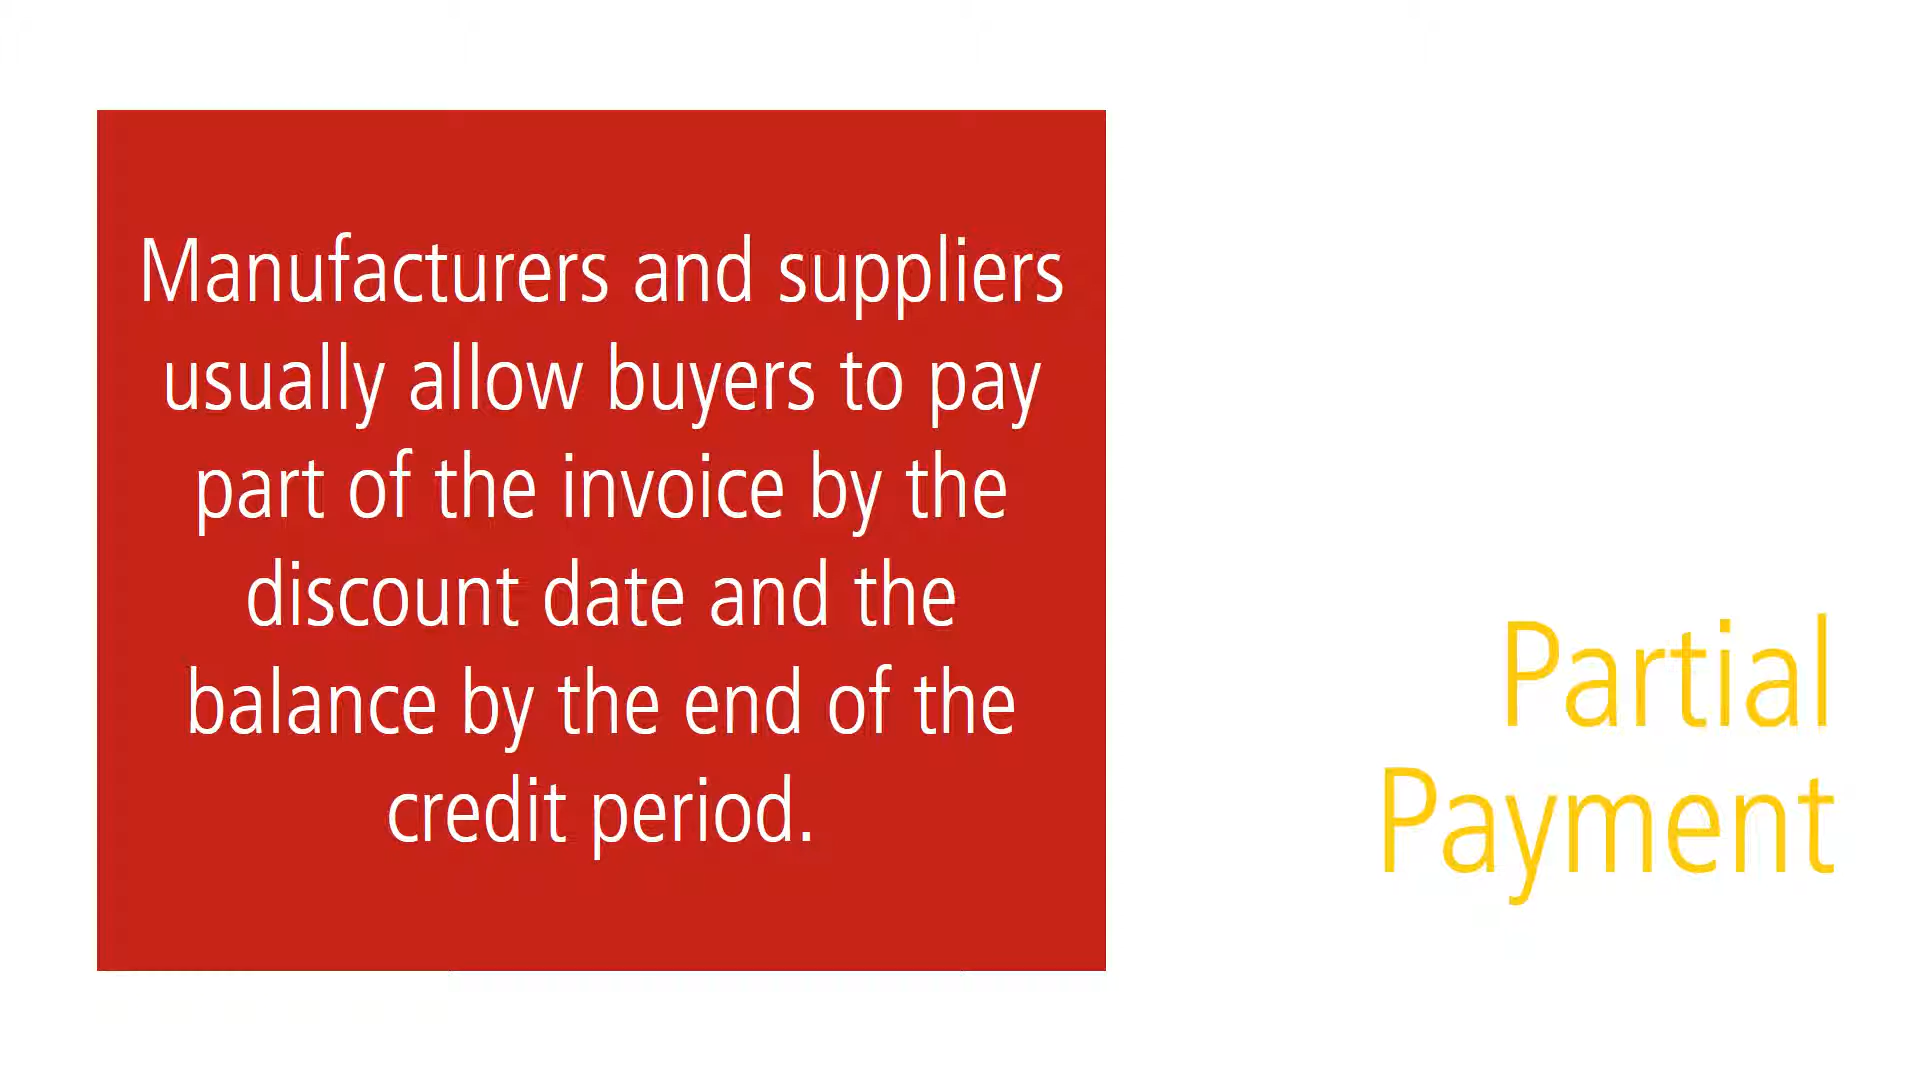 Manufacturers and suppliers
usually allow buyers to pay
part of the invoice by the
discount date and the
balance by the end of the
credit period.
Partial
Payment